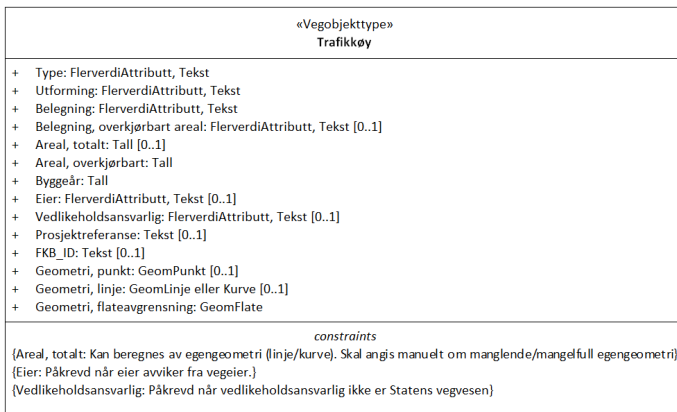 «Vegobjekttype»
Trafikkøy
+ Type: FlerverdiAttributt, Tekst
+ Utforming: FlerverdiAttributt, Tekst
+ Belegning: FlerverdiAttributt, Tekst
+ Belegning, overkjørbart areal: FlerverdiAttributt, Tekst [0..1]
+ Areal, totalt: Tall [0..1]
+ Areal, overkjørbart: Tall
+ Byggeår: Tall
+ Eier: FlerverdiAttributt, Tekst [0..1]
+ Vedlikeholdsansvarlig: FlerverdiAttributt, Tekst [0..1]
+ Prosjektreferanse: Tekst [0..1]
+ FKB_ID: Tekst [0..1]
+ Geometri, punkt: GeomPunkt [0..1]
+ Geometri, linje: GeomLinje eller Kurve [0..1]
+ Geometri, flateavgrensning: GeomFlate
constraints
{Areal, totalt: Kan beregnes av egengeometri (linje/kurve). Skal angis manuelt om manglende/mangelfull egengeometri}
{Eier: Påkrevd når eier avviker fra vegeier.}
{Vedlikeholdsansvarlig: Påkrevd når vedlikeholdsansvarlig ikke er Statens vegvesen}